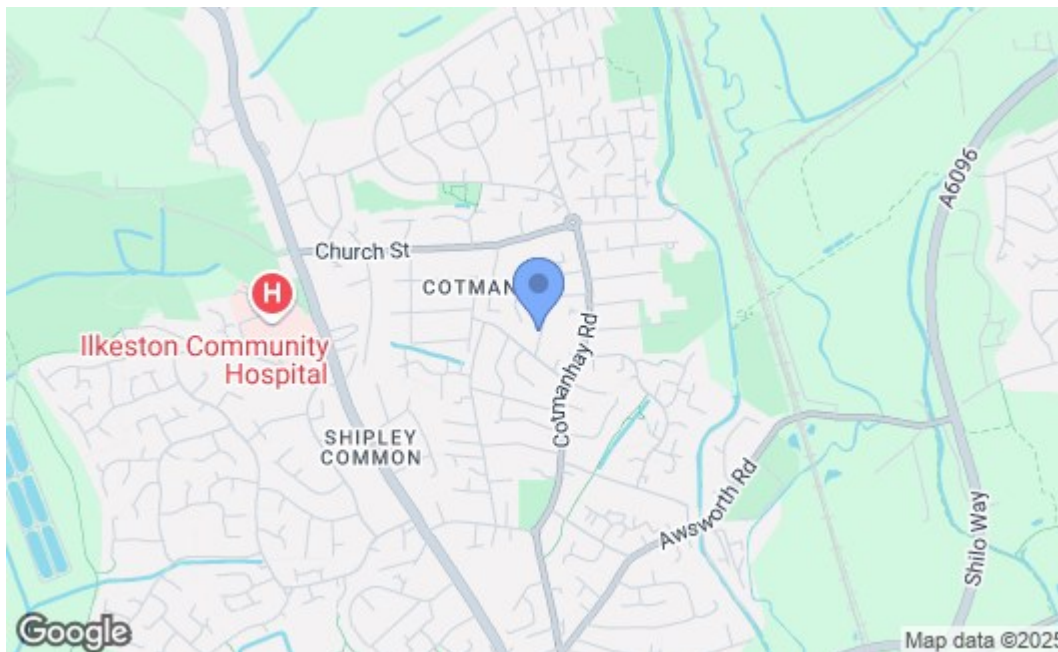 A6096
Church St
COTMAN
H
Ilkeston Community
Hospital
Cotmanhay Rd
SHIPLEY
COMMON
Awsworth Rd
Shilo Way
Google
Map data ©2025